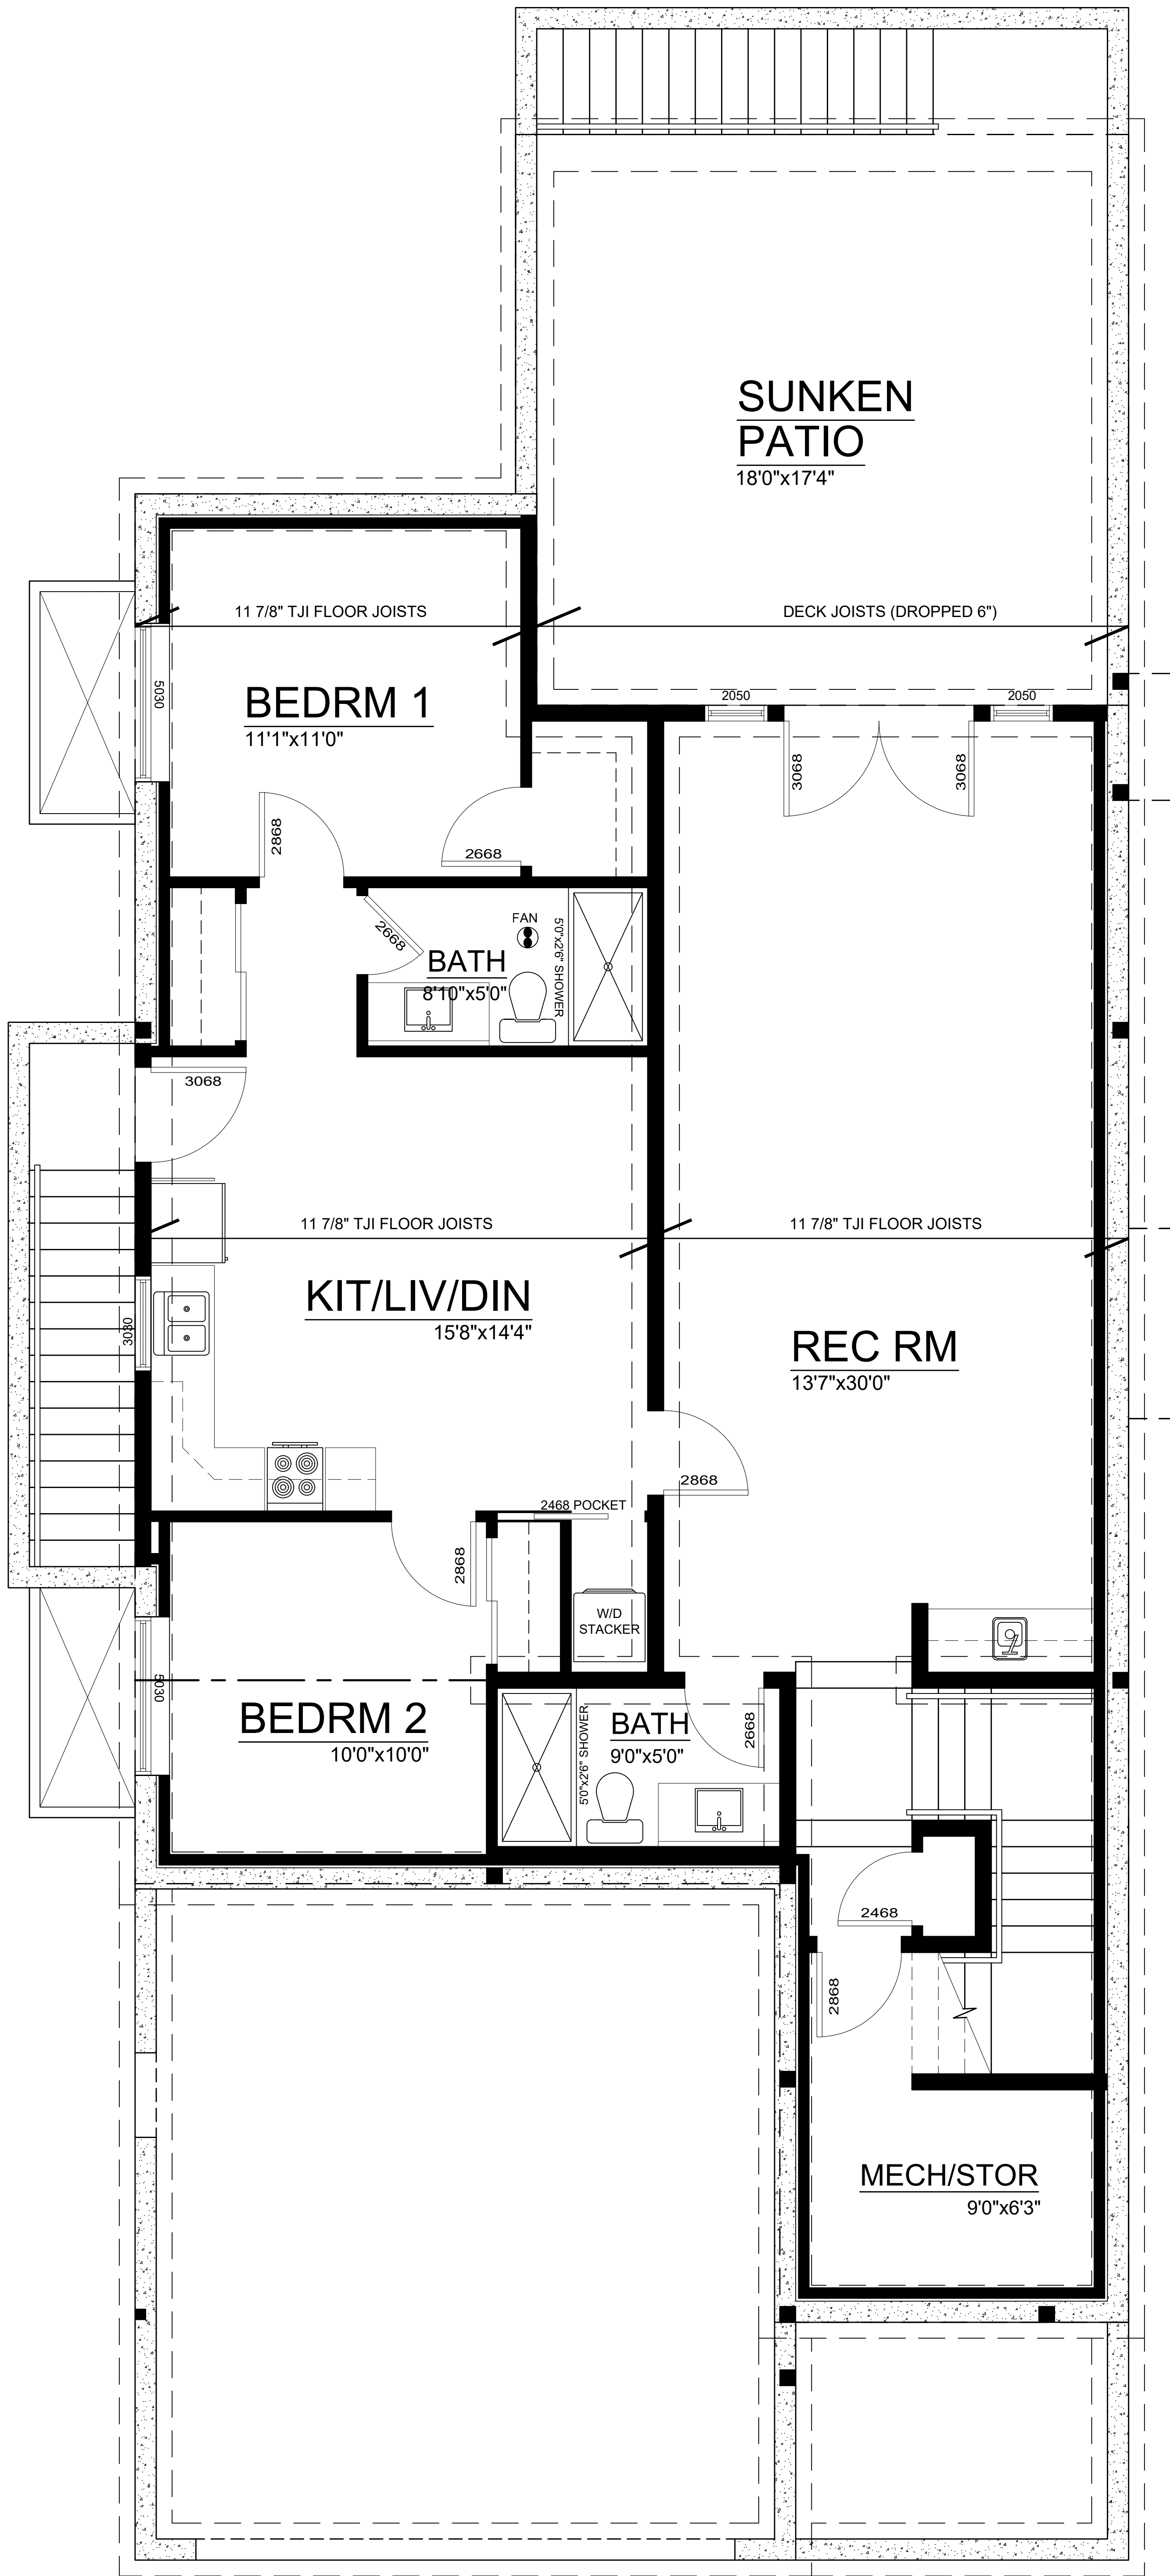 SUNKEN
PATIO
18'0"x17'4"
11 7/8" TJI FLOOR JOISTS
DECK JOISTS (DROPPED 6")
5030
BEDRM 1
11'1"x11'0"
2050
2050
3068
3068
2868
2668
2668
FAN
BATH
8'10"x5'0"
5'0"x2'6" SHOWER
3068
11 7/8" TJI FLOOR JOISTS
11 7/8" TJI FLOOR JOISTS
KIT/LIV/DIN
15'8"x14'4"
3030
REC RM
13'7"x30'0"
2868
2468 POCKET
2868
W/D
STACKER
5030
BEDRM 2
10'0"x10'0"
5'0"x2'6" SHOWER
BATH
9'0"x5'0"
2668
2468
2868
MECH/STOR
9'0"x6'3"